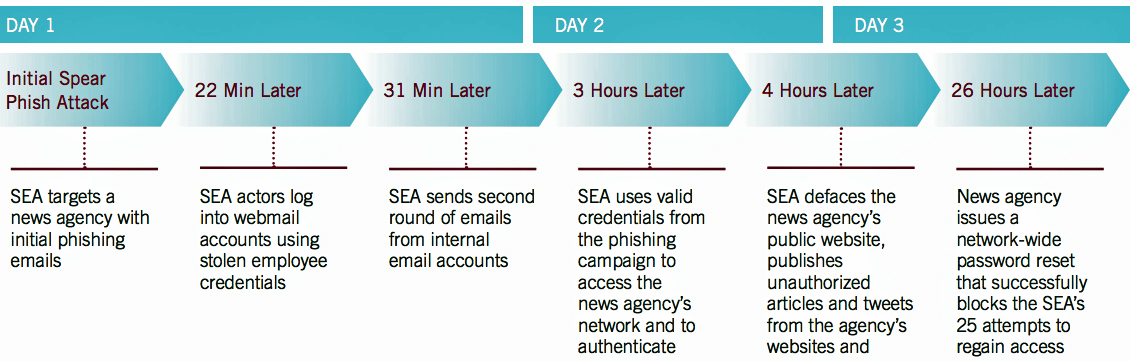 DAY 1
DAY 2
DAY 3
Initial Spear
Phish Attack
22 Min Later
31 Min Later
3 Hours Later
4 Hours Later
26 Hours Later
SEA targets a
news agency with
initial phishing
emails
SEA actors log
into webmail
accounts using
stolen employee
credentials
SEA sends second
round of emails
from internal
email accounts
SEA uses valid
credentials from
the phishing
campaign to
access the
news agency's
network and to
authenticate
SEA defaces the
news agency's
public website,
publishes
unauthorized
articles and tweets
from the agency's
websites and
News agency
issues a
network-wide
password reset
that successfully
blocks the SEA's
25 attempts to
regain access